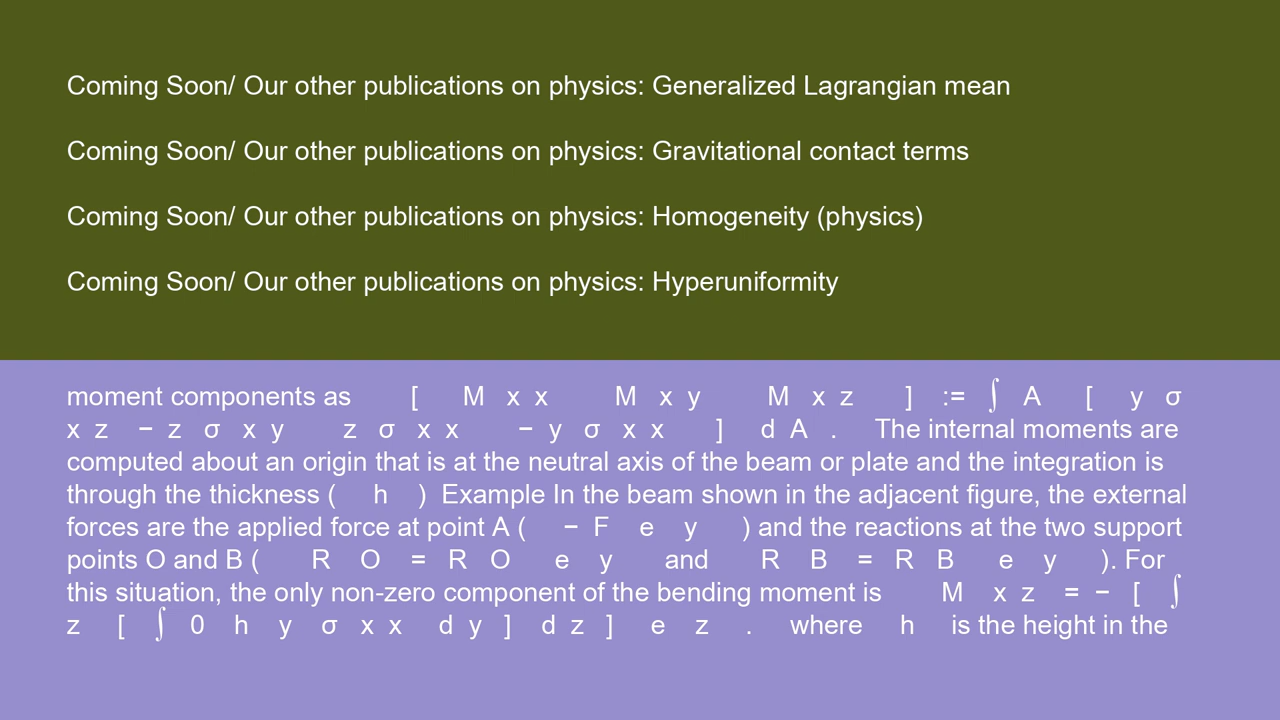 Coming Soon/ Our other publications on physics: Generalized Lagrangian mean
Coming Soon/ Our other publications on physics: Gravitational contact terms
Coming Soon/ Our other publications on physics: Homogeneity (physics)
Coming Soon/ Our other publications on physics: Hyperuniformity
moment components as [ M x x M x y M x z ] := ∫ A [ y σ
x z − z σ x y z σ x x − y σ x x ] d A . The internal moments are
computed about an origin that is at the neutral axis of the beam or plate and the integration is
through the thickness ( h ) Example In the beam shown in the adjacent figure, the external
forces are the applied force at point A ( − F e y ) and the reactions at the two support
points O and B ( R O = R O e y and R B = R B e y ). For
this situation, the only non-zero component of the bending moment is M x z = − [ ∫
z [ ∫ 0 h y σ x x d y ] d z ] e z . where h is the height in the